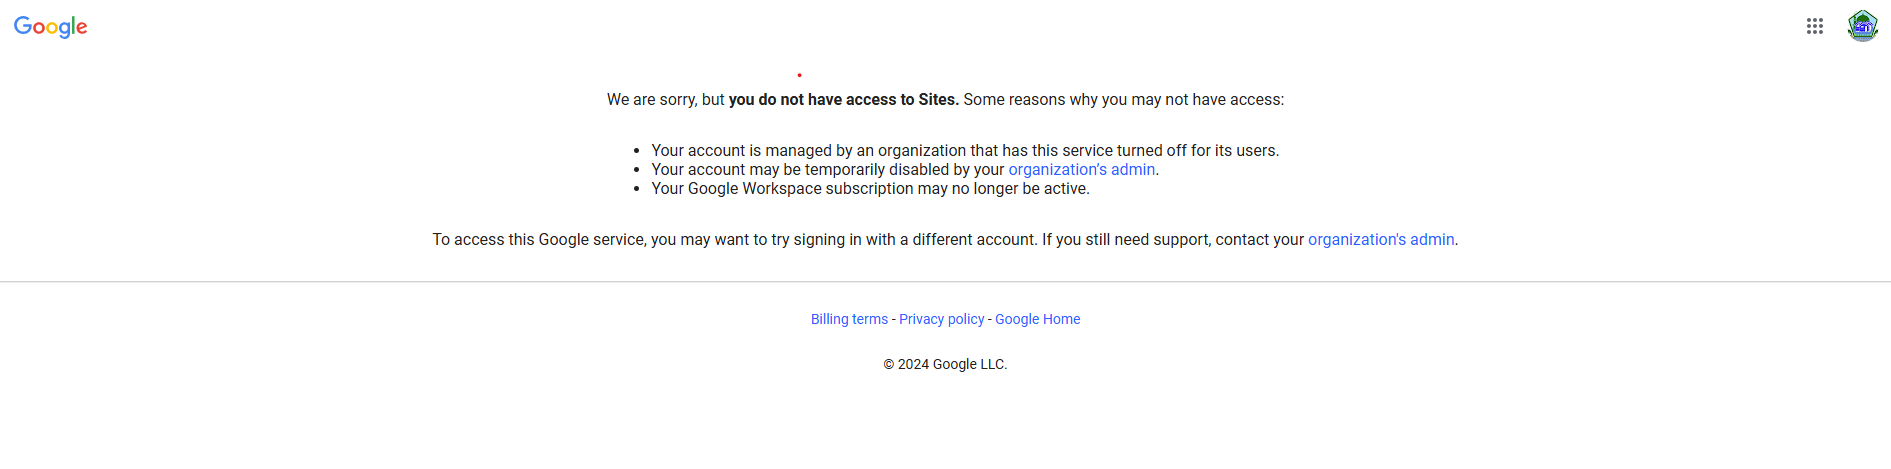 Google
We are sorry, but you do not have access to Sites. Some reasons why you may not have access:
Your account is managed by an organization that has this service turned off for its users.
Your account may be temporarily disabled by your organization’s admin.
Your Google Workspace subscription may no longer be active.
To access this Google service, you may want to try signing in with a different account. If you still need support, contact your organization's admin.
Billing terms - Privacy policy - Google Home
© 2024 Google LLC.